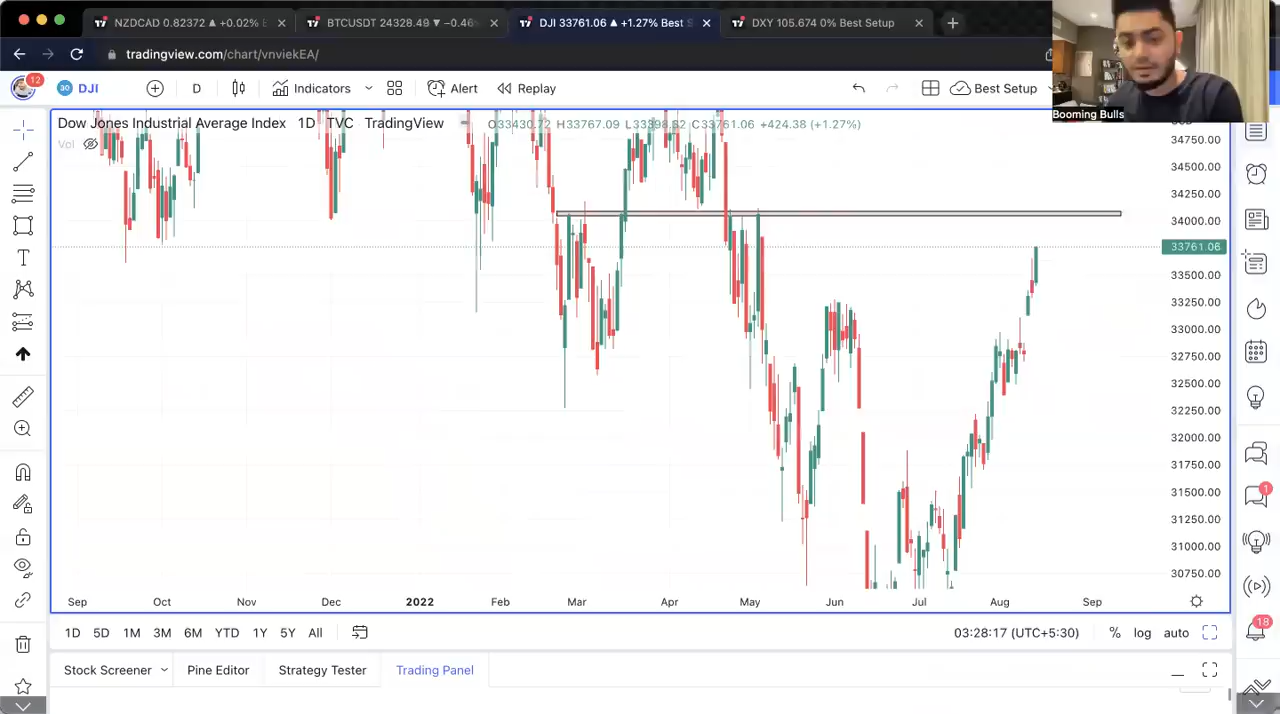 NZDCAD 0.82372 ▲ +0.02%
BTCUSDT 24328.49 ▼ −0.46
DJI 33761.06 ▲ +1.27% Best S
DXY 105.674 0% Best Setup
tradingview.com/chart/vnviekEA/
12
30 DJI
D
Indicators
Alert
Replay
Best Setup
Booming Bulls
Dow Jones Industrial Average Index 1D TVC TradingView
H33767.09 C33761.06 +424.38 (+1.27%)
Vol
34750.00
34500.00
34250.00
34000.00
33761.06
33500.00
33250.00
33000.00
32750.00
32500.00
32250.00
32000.00
31750.00
31500.00
31250.00
31000.00
30750.00
Sep Oct Nov Dec 2022 Feb Mar Apr May Jun Jul Aug Sep
1D 5D 1M 3M 6M YTD 1Y 5Y All
03:28:17 (UTC+5:30) % log auto
Stock Screener Pine Editor Strategy Tester Trading Panel
1
18